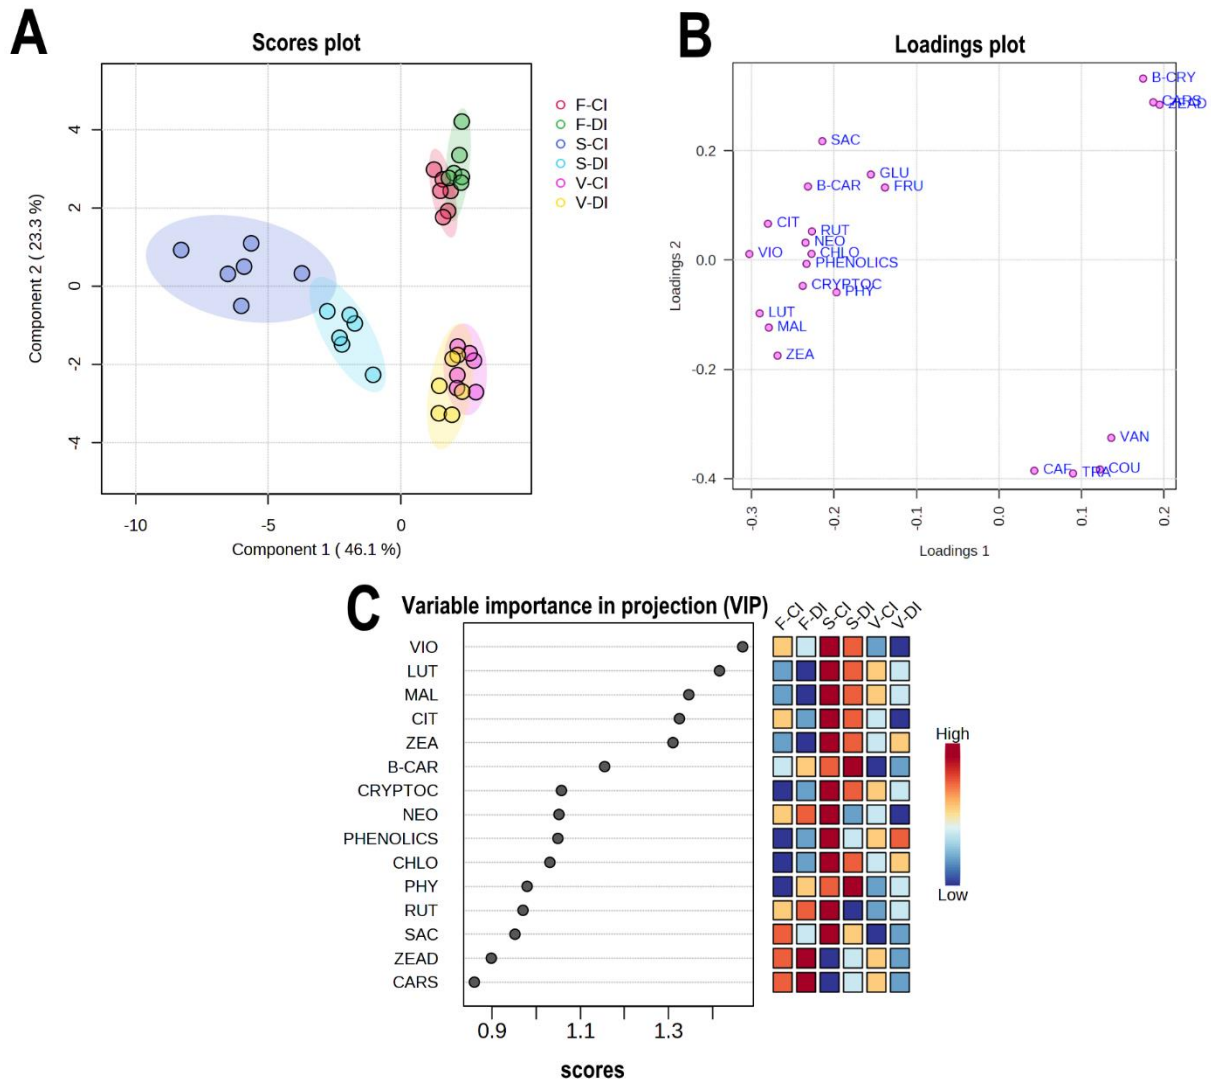 A
Scores plot
Component 2 ( 23.3 %)
4
2
0
-2
-4
-10
-5
0
Component 1 ( 46.1 %)
F-CI
F-DI
S-CI
S-DI
V-CI
V-DI
B
Loadings plot
Loadings 2
0.2
0.0
-0.2
-0.4
B-CRY
CARS
ZEAD
SAC
GLU
B-CAR
FRU
CIT
RUT
NEO
VIO
CHLO
PHENOLICS
CRYPTOC
PHY
LUT
MAL
ZEA
VAN
CAF
TRA
COU
-0.3
-0.2
-0.1
0.0
0.1
0.2
Loadings 1
C
Variable importance in projection (VIP)
F-CI
F-DI
S-CI
S-DI
V-CI
V-DI
VIO
LUT
MAL
CIT
ZEA
B-CAR
CRYPTOC
NEO
PHENOLICS
CHLO
PHY
RUT
SAC
ZEAD
CARS
0.9
1.1
1.3
scores
High
Low